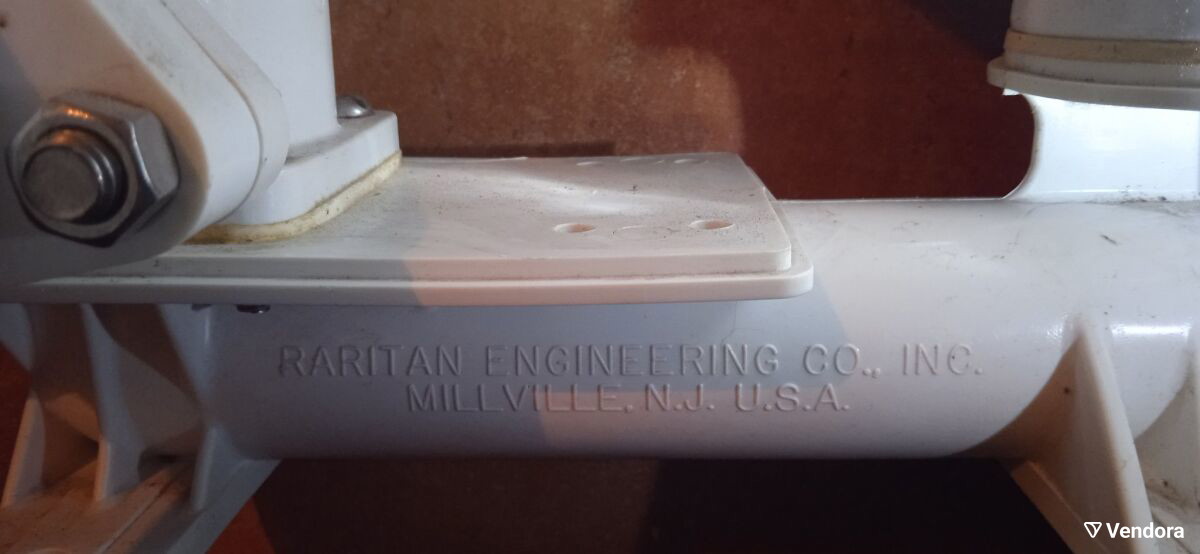 RARITAN ENGINEERING CO., INC.
MILLVILLE, N.J. U.S.A.
Vendora